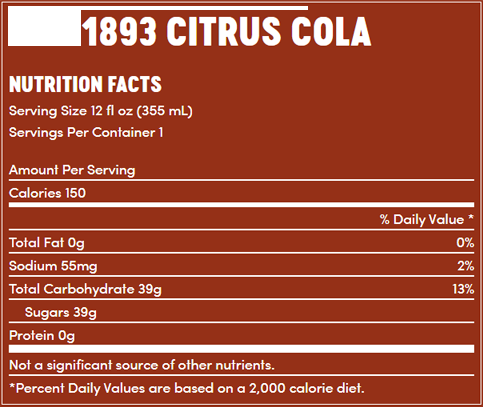 1893 CITRUS COLA
NUTRITION FACTS
Serving Size 12 fl oz (355 mL)
Servings Per Container 1
Amount Per Serving
Calories 150
% Daily Value *
Total Fat 0g 0%
Sodium 55mg 2%
Total Carbohydrate 39g 13%
Sugars 39g
Protein 0g
Not a significant source of other nutrients.
*Percent Daily Values are based on a 2,000 calorie diet.